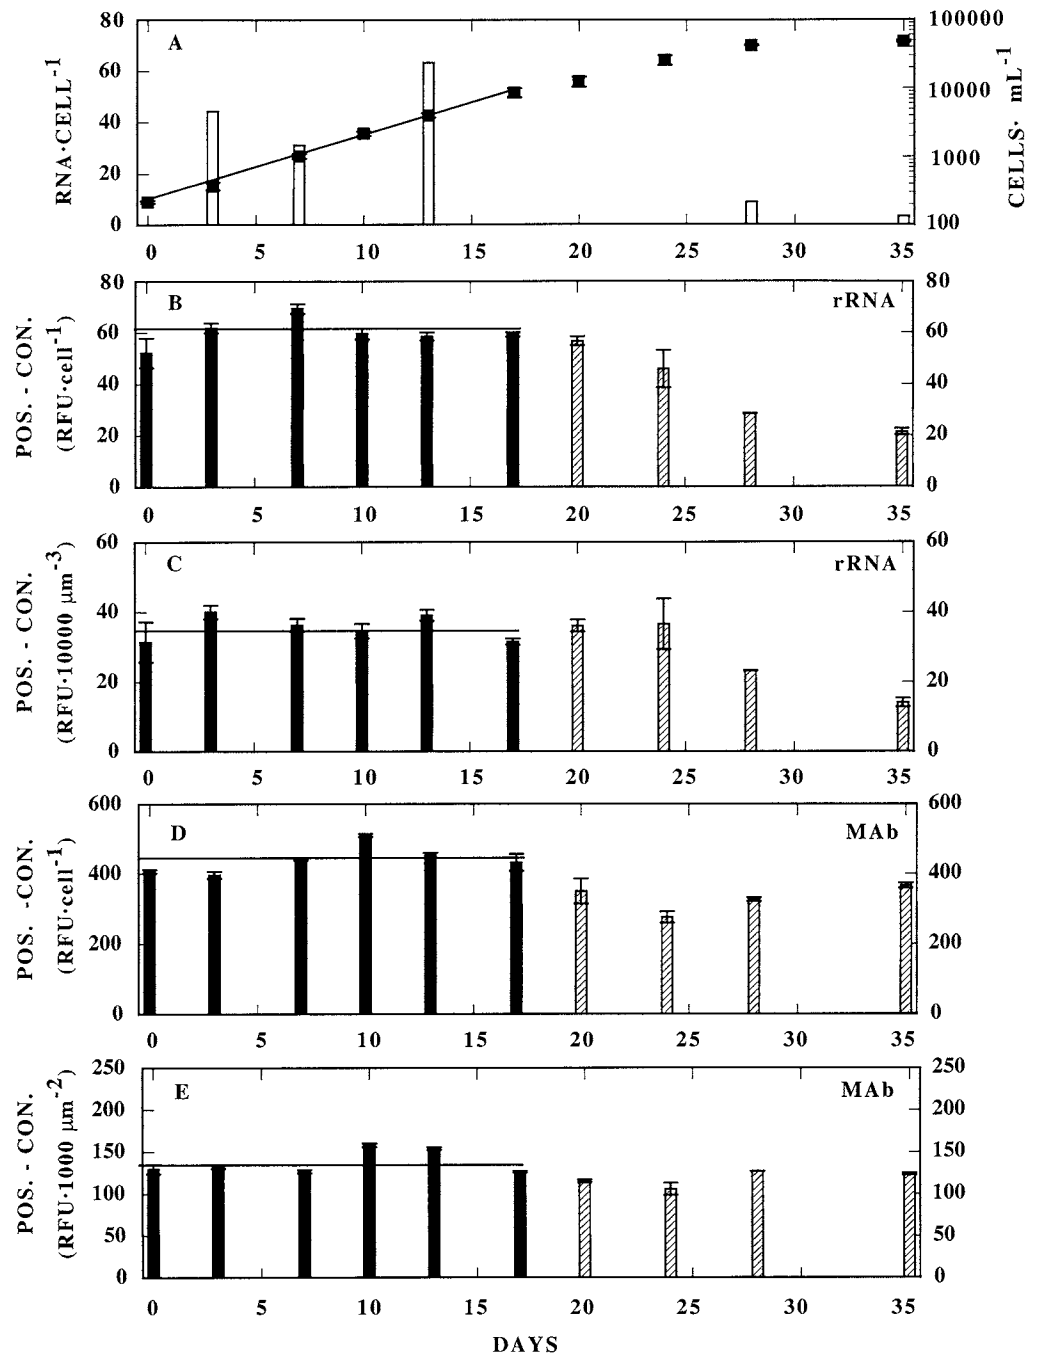 A
RNA·CELL-1
80
60
40
20
0
100000
10000
1000
100
CELLS· mL-1
0 5 10 15 20 25 30 35
B
rRNA
POS. - CON.
(RFU·cell-1)
80
60
40
20
0
80
60
40
20
0
0 5 10 15 20 25 30 35
C
rRNA
POS. - CON.
(RFU·10000 µm-3)
60
40
20
0
60
40
20
0
0 5 10 15 20 25 30 35
D
MAb
POS. -CON.
(RFU·cell-1)
600
400
200
0
600
400
200
0
0 5 10 15 20 25 30 35
E
MAb
POS. - CON.
(RFU·1000 µm-2)
250
200
150
100
50
0
250
200
150
100
50
0
0 5 10 15 20 25 30 35
DAYS